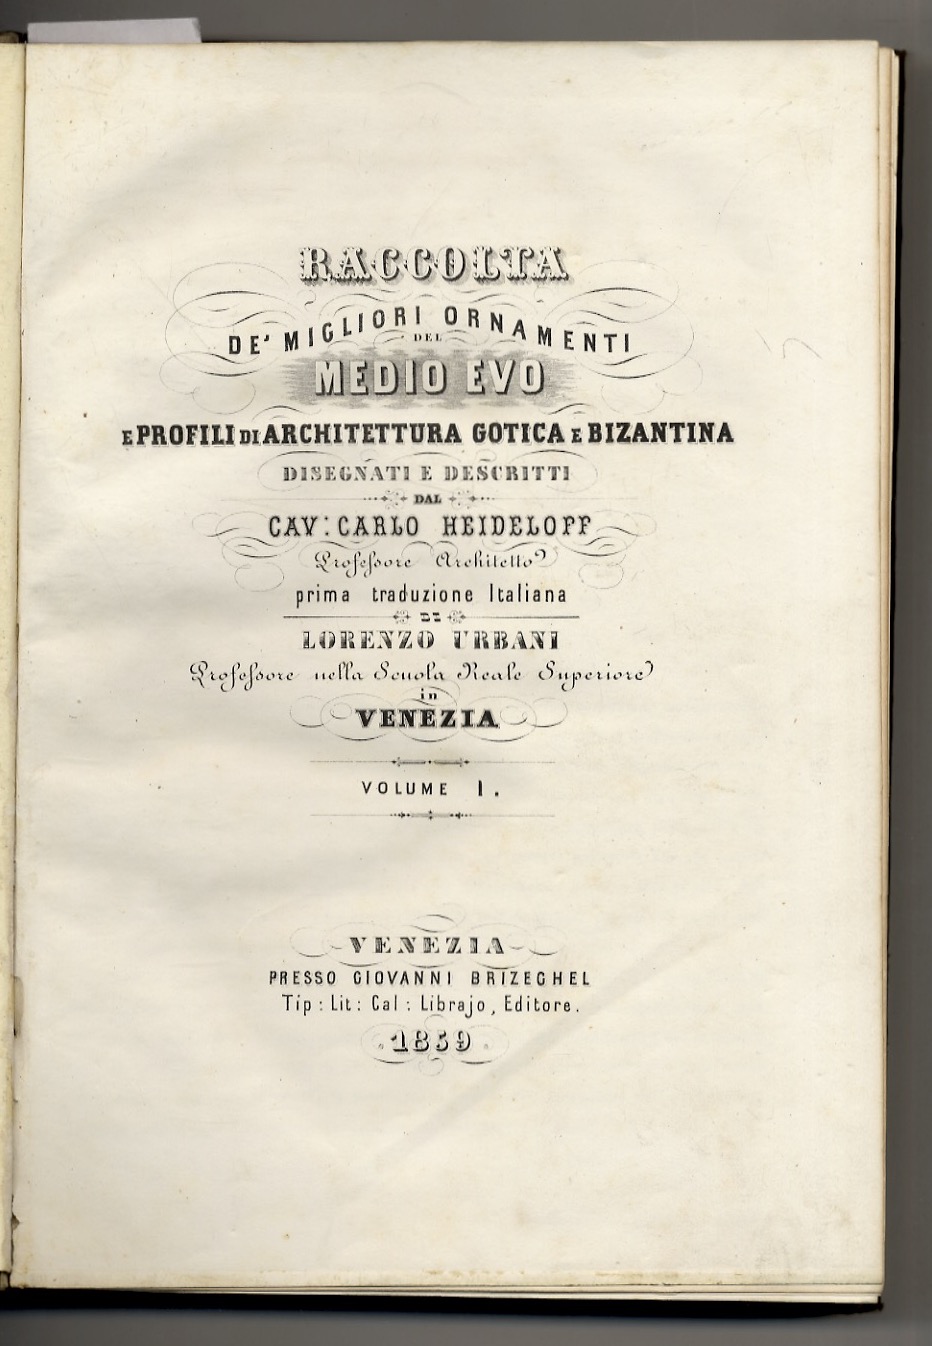 RACCOLTA
DE' MIGLIORI ORNAMENTI
DEL
MEDIO EVO
E PROFILI DI ARCHITETTURA GOTICA E BIZANTINA
DISEGNATI E DESCRITTI
DAL
CAV: CARLO HEIDELOFF
Professore Architetto
prima traduzione Italiana
DI
LORENZO URBANI
Professore nella Scuola Reale Superiore
in
VENEZIA
VOLUME I.
VENEZIA
PRESSO GIOVANNI BRIZEGHEL
Tip: Lit: Cal: Librajo, Editore.
1859